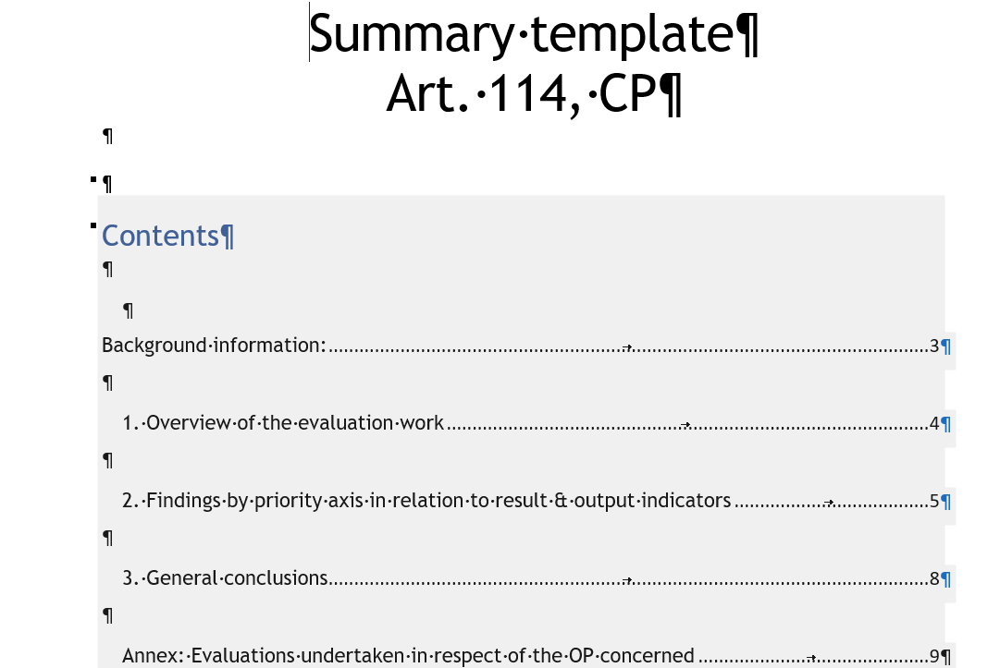 Summary template
Art. 114, CP
Contents
Background information: 3
1. Overview of the evaluation work 4
2. Findings by priority axis in relation to result & output indicators 5
3. General conclusions 8
Annex: Evaluations undertaken in respect of the OP concerned 9